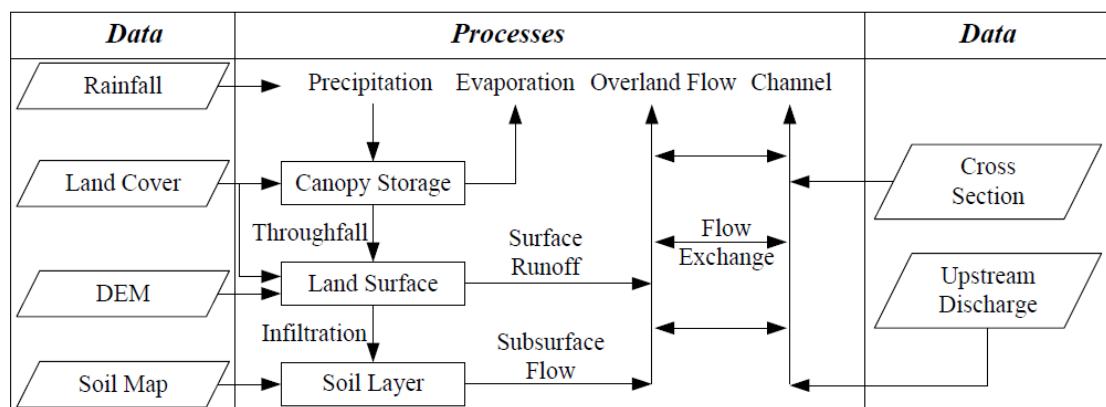 Data
Processes
Data
Rainfall
Precipitation
Evaporation
Overland Flow
Channel
Land Cover
Canopy Storage
Cross
Section
Throughfall
Surface
Runoff
Flow
Exchange
DEM
Land Surface
Upstream
Discharge
Infiltration
Subsurface
Flow
Soil Map
Soil Layer